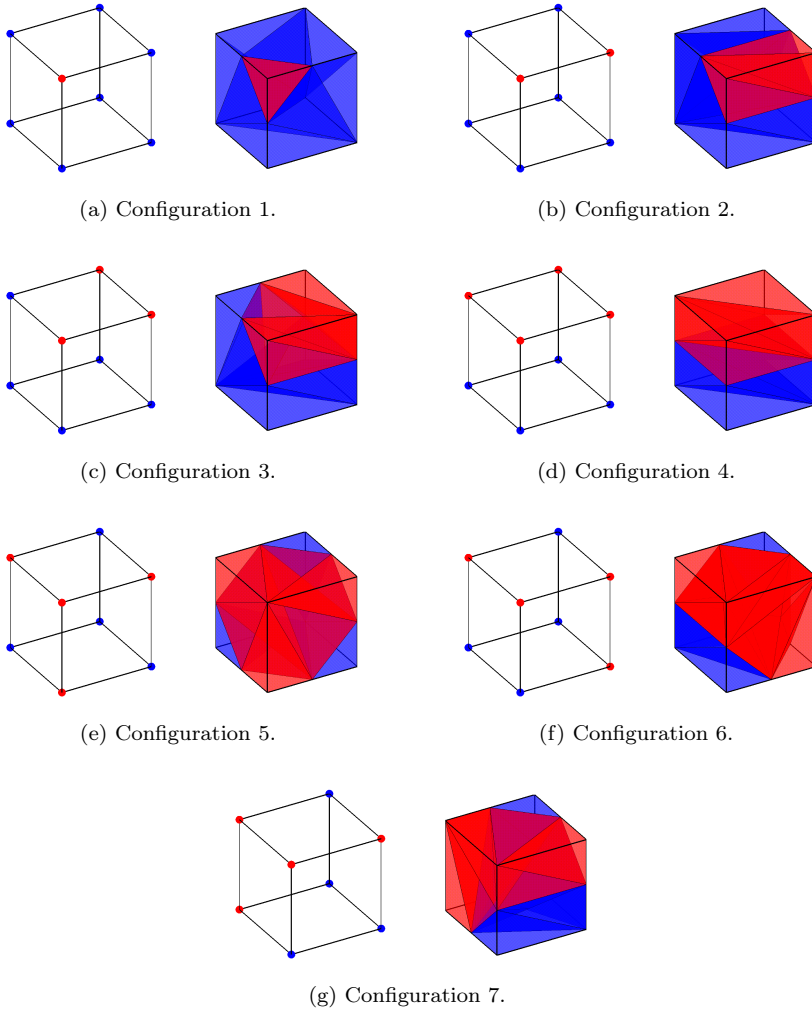 (a) Configuration 1.
(b) Configuration 2.
(c) Configuration 3.
(d) Configuration 4.
(e) Configuration 5.
(f) Configuration 6.
(g) Configuration 7.